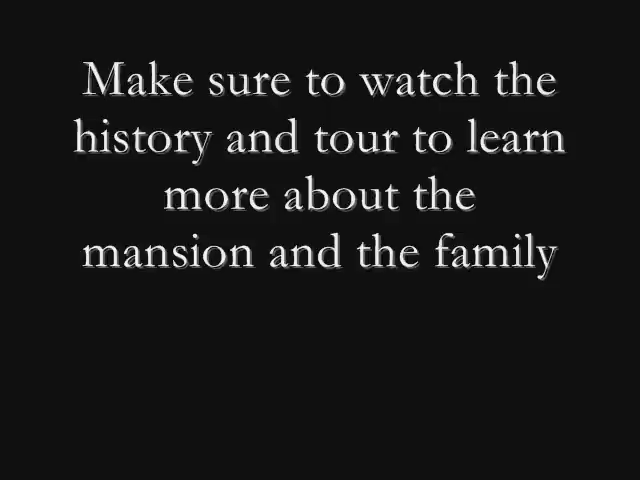 Make sure to watch the
history and tour to learn
more about the
mansion and the family